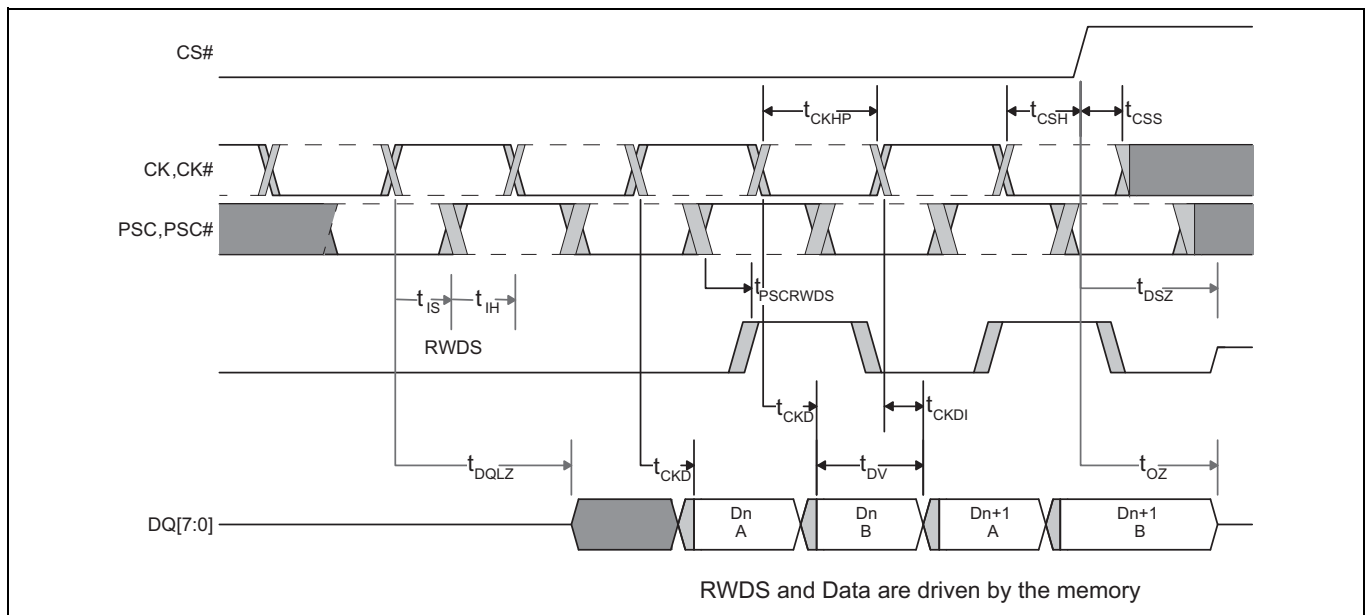 CS#
tCKHP
tCSH
tCSS
CK,CK#
PSC,PSC#
tPSCRWDS
tIS
tIH
tDSZ
RWDS
tCKD
tCKDI
tDQLZ
tCKD
tDV
tOZ
DQ[7:0]
Dn
A
Dn
B
Dn+1
A
Dn+1
B
RWDS and Data are driven by the memory